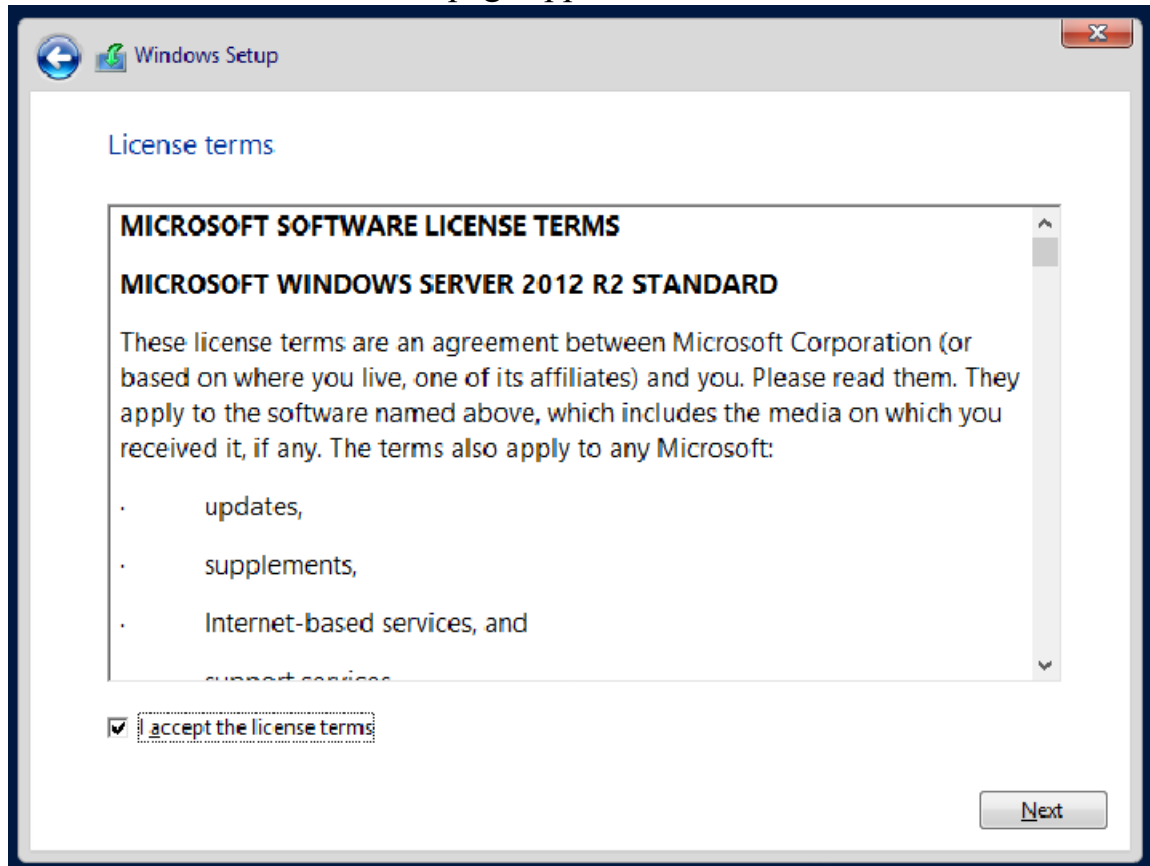 Windows Setup
License terms
MICROSOFT SOFTWARE LICENSE TERMS
MICROSOFT WINDOWS SERVER 2012 R2 STANDARD
These license terms are an agreement between Microsoft Corporation (or
based on where you live, one of its affiliates) and you. Please read them. They
apply to the software named above, which includes the media on which you
received it, if any. The terms also apply to any Microsoft:
· updates,
· supplements,
· Internet-based services, and
support services
I accept the license terms
Next